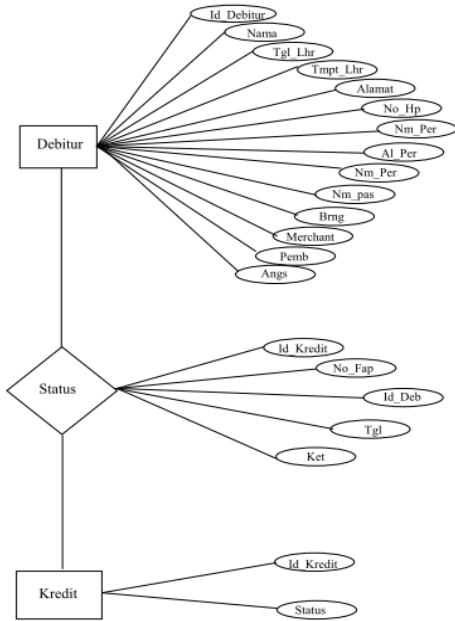 Id_Debitur
Nama
Tgl_Lhr
Tmpt_Lhr
Alamat
No_Hp
Nm_Per
Debitur
Al_Per
Nm_Per
Nm_pas
Brng
Merchant
Pemb
Angs
Id_Kredit
No_Fap
Status
Id_Deb
Tgl
Ket
Id_Kredit
Kredit
Status